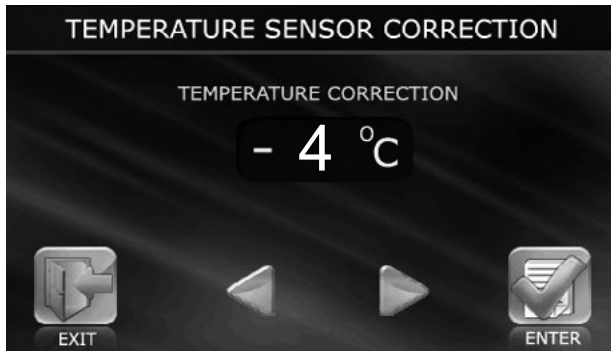 TEMPERATURE SENSOR CORRECTION
TEMPERATURE CORRECTION
- 4 °C
EXIT
ENTER